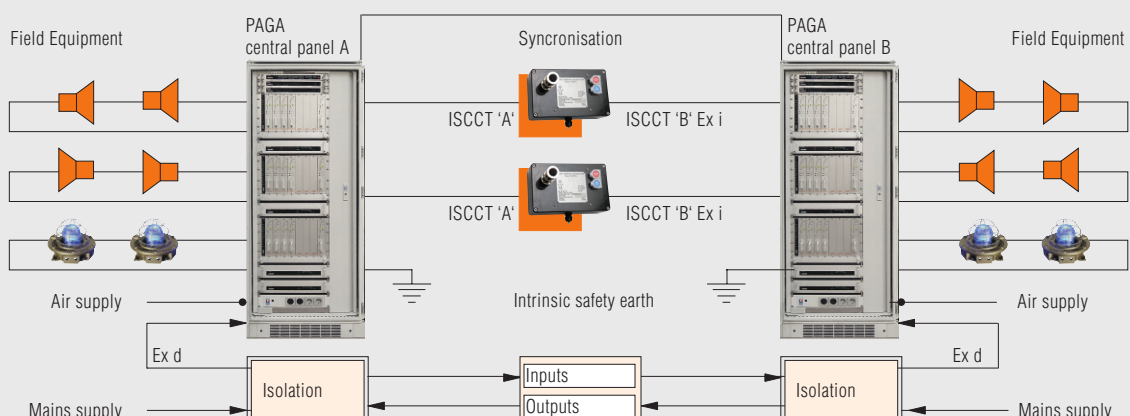 Field Equipment
PAGA
central panel A
Syncronisation
PAGA
central panel B
Field Equipment
ISCCT ‘A‘
ISCCT ‘B‘ Ex i
ISCCT ‘A‘
ISCCT ‘B‘ Ex i
Air supply
Intrinsic safety earth
Air supply
Ex d
Ex d
Isolation
Inputs
Isolation
Outputs
Mains supply
Mains supply